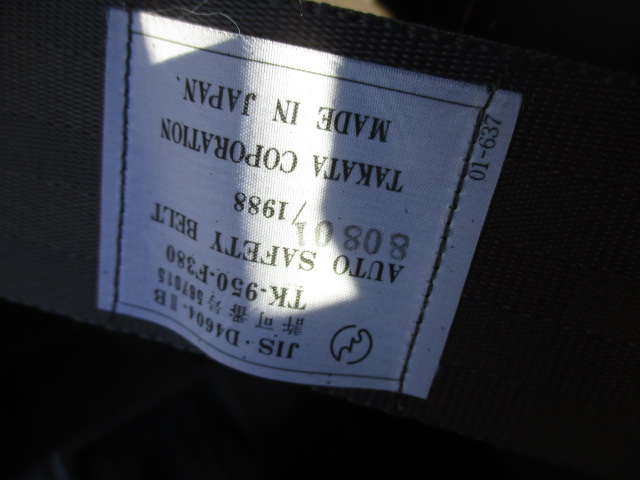 JIS·D4604-ⅡB
許可番号 587015
TK-950-F380
AUTO SAFETY BELT
80801
/1988
TAKATA COPORATION
MADE IN JAPAN.
01-637